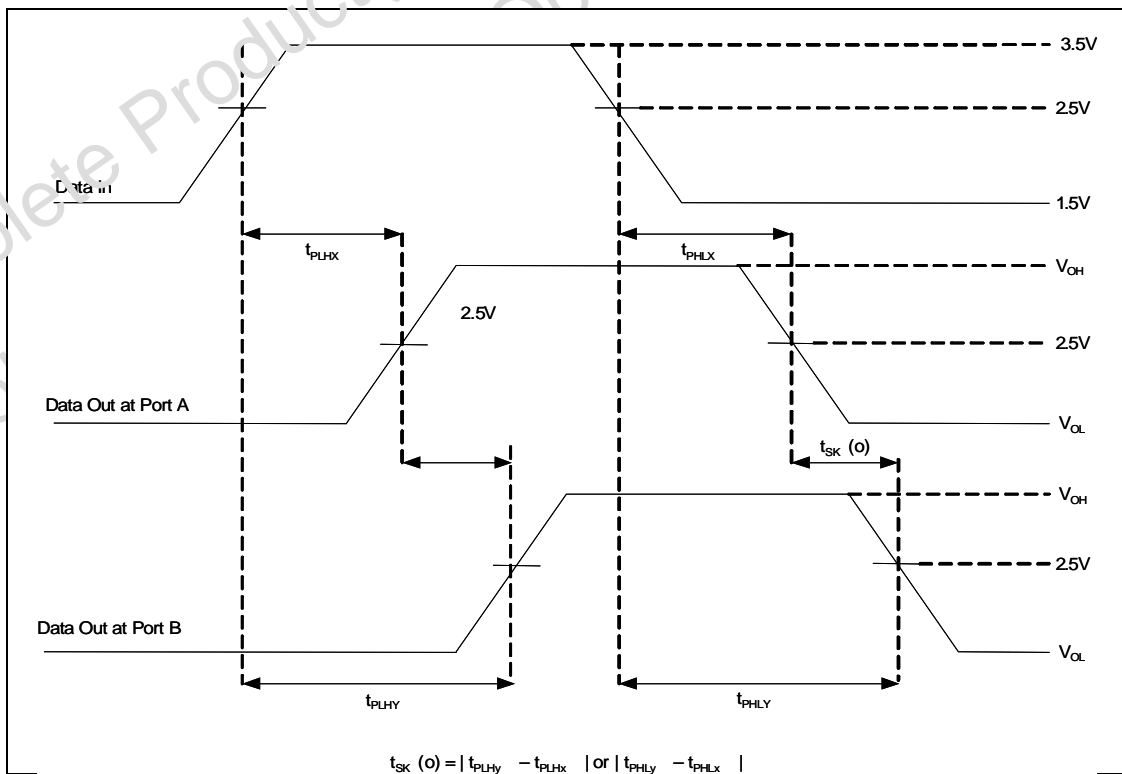 3.5V
2.5V
Data In
1.5V
tPLHX
tPHLX
VOH
2.5V
2.5V
Data Out at Port A
VOL
tSK (o)
VOH
2.5V
Data Out at Port B
VOL
tPLHY
tPHLY
tSK (o) = | tPLHy – tPLHx | or | tPHLy – tPHLx |